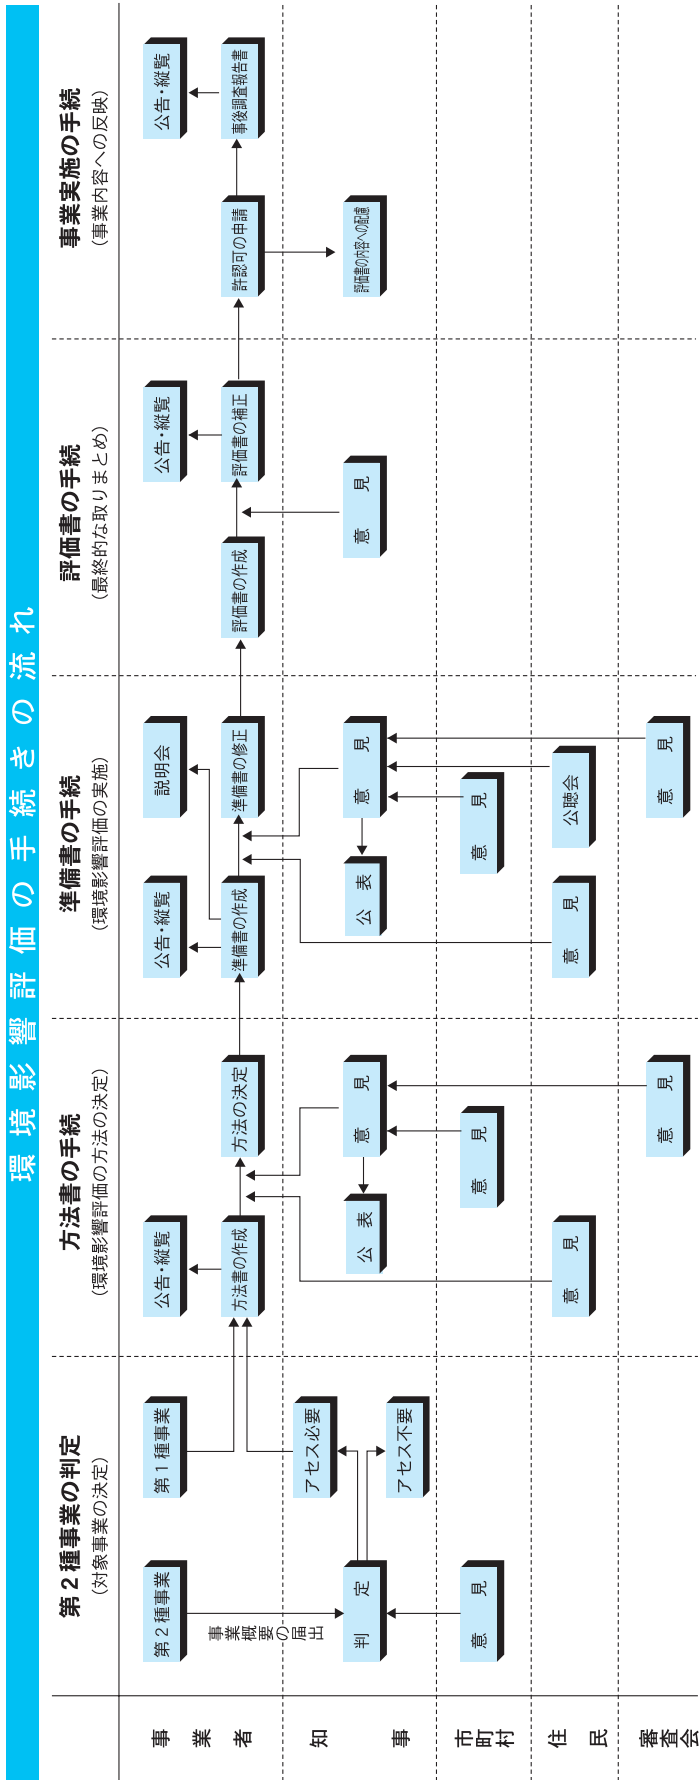 環境影響評価の手続きの流れ
第2種事業の判定
(対象事業の決定)
方法書の手続
(環境影響評価の方法の決定)
準備書の手続
(環境影響評価の実施)
評価書の手続
(最終的な取りまとめ)
事業実施の手続
(事業内容への反映)
事業者
第2種事業
第1種事業
公告・縦覧
公告・縦覧
説明会
公告・縦覧
公告・縦覧
事業概要の届出
方法書の作成
方法の決定
準備書の作成
準備書の修正
評価書の作成
評価書の補正
許認可の申請
事後調査報告書
知事
判定
アセス必要
アセス不要
公表
意見
公表
意見
意見
評価書の内容への配慮
市町村
意見
意見
意見
住民
意見
意見
公聴会
審査会
意見
意見